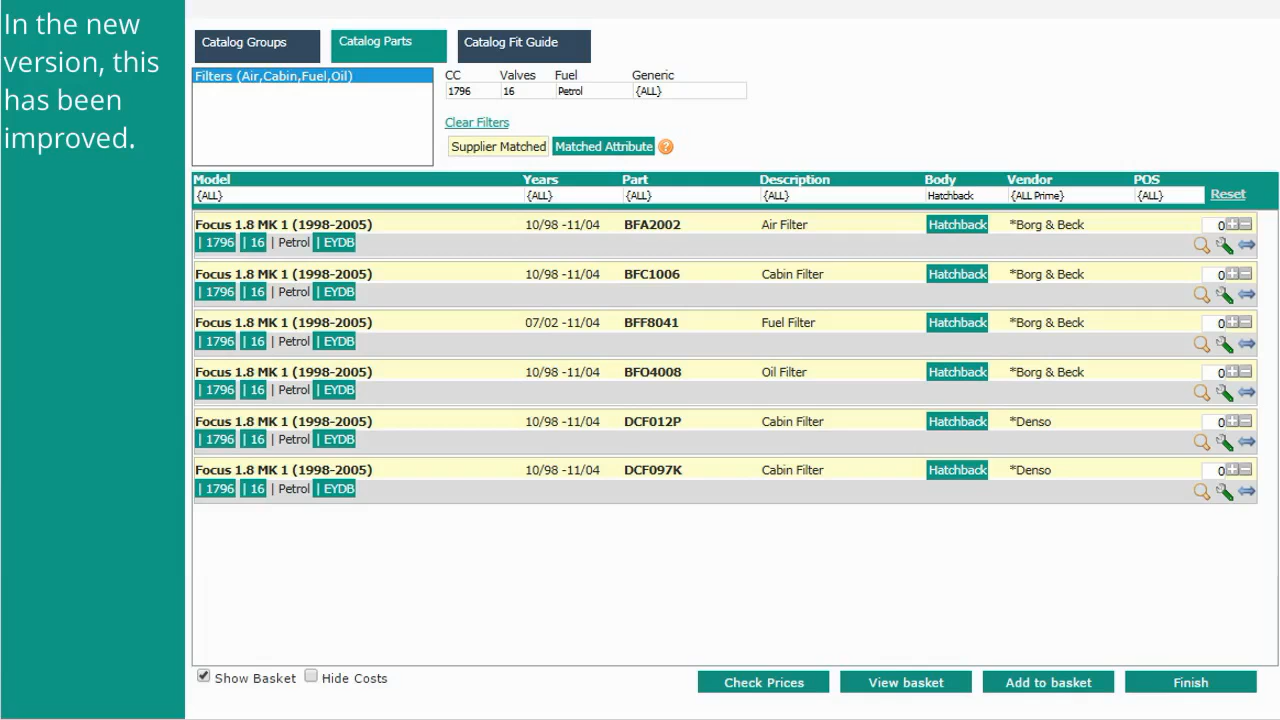 In the new
version, this
has been
improved.
Catalog Groups Catalog Parts Catalog Fit Guide
Filters (Air,Cabin,Fuel,Oil)
CC Valves Fuel Generic
1796 16 Petrol {ALL}
Clear Filters
Supplier Matched Matched Attribute ?
Model Years Part Description Body Vendor POS
{ALL} {ALL} {ALL} {ALL} Hatchback {ALL Prime} {ALL} Reset
Focus 1.8 MK 1 (1998-2005) 10/98 -11/04 BFA2002 Air Filter Hatchback *Borg & Beck 0
| 1796 | 16 | Petrol | EYDB
Focus 1.8 MK 1 (1998-2005) 10/98 -11/04 BFC1006 Cabin Filter Hatchback *Borg & Beck 0
| 1796 | 16 | Petrol | EYDB
Focus 1.8 MK 1 (1998-2005) 07/02 -11/04 BFF8041 Fuel Filter Hatchback *Borg & Beck 0
| 1796 | 16 | Petrol | EYDB
Focus 1.8 MK 1 (1998-2005) 10/98 -11/04 BFO4008 Oil Filter Hatchback *Borg & Beck 0
| 1796 | 16 | Petrol | EYDB
Focus 1.8 MK 1 (1998-2005) 10/98 -11/04 DCF012P Cabin Filter Hatchback *Denso 0
| 1796 | 16 | Petrol | EYDB
Focus 1.8 MK 1 (1998-2005) 10/98 -11/04 DCF097K Cabin Filter Hatchback *Denso 0
| 1796 | 16 | Petrol | EYDB
Show Basket Hide Costs Check Prices View basket Add to basket Finish